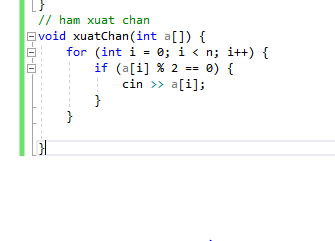 }
// ham xuat chan
void xuatChan(int a[]) {
for (int i = 0; i < n; i++) {
if (a[i] % 2 == 0) {
cin >> a[i];
}
}
}